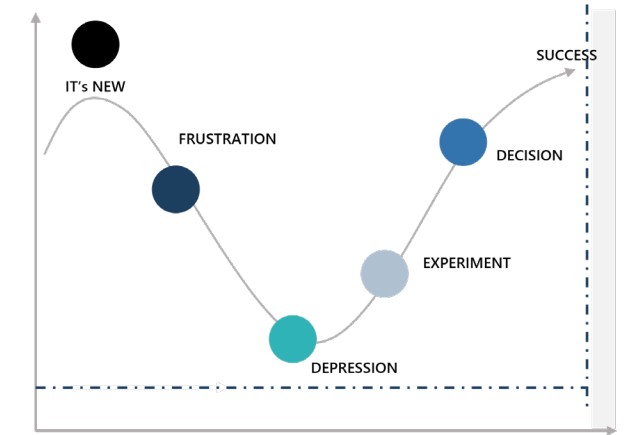 SUCCESS
IT's NEW
FRUSTRATION
DECISION
EXPERIMENT
DEPRESSION